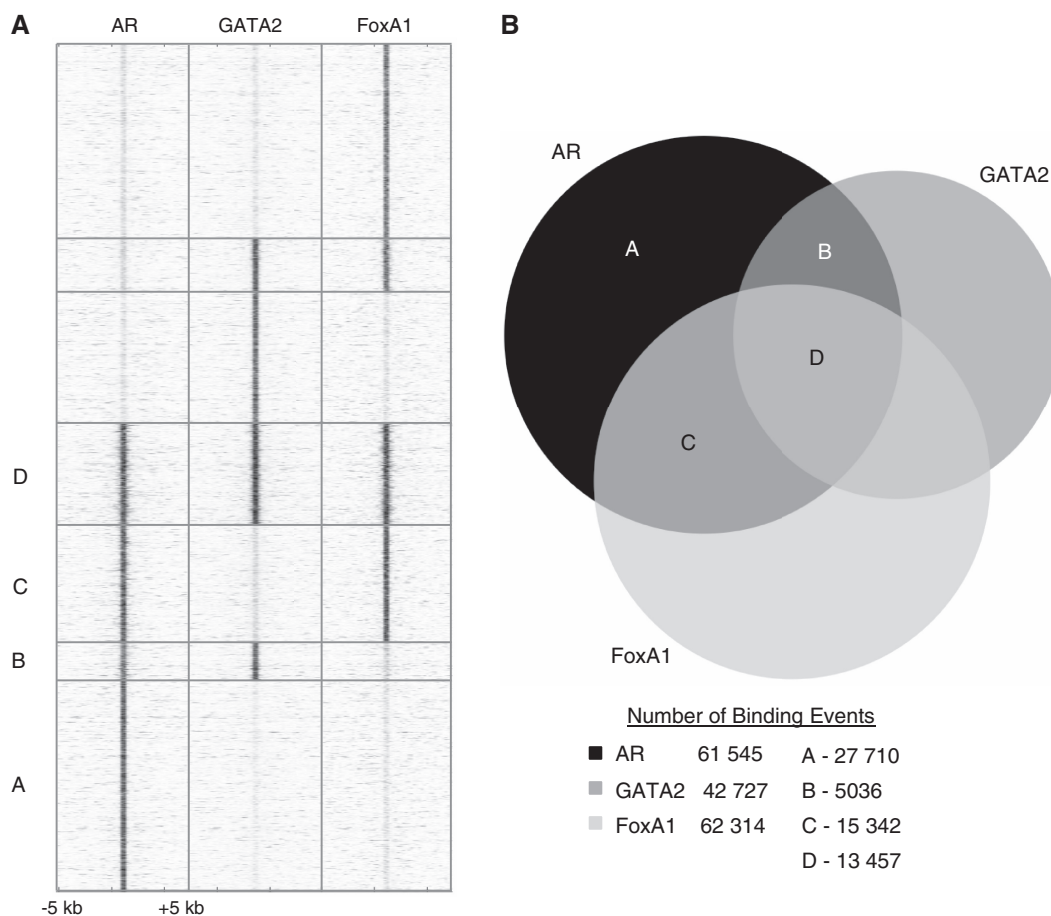 A
AR GATA2 FoxA1
D
C
B
A
-5 kb +5 kb
B
AR
GATA2
A
B
D
C
FoxA1
Number of Binding Events
AR 61 545 A - 27 710
GATA2 42 727 B - 5036
FoxA1 62 314 C - 15 342
D - 13 457